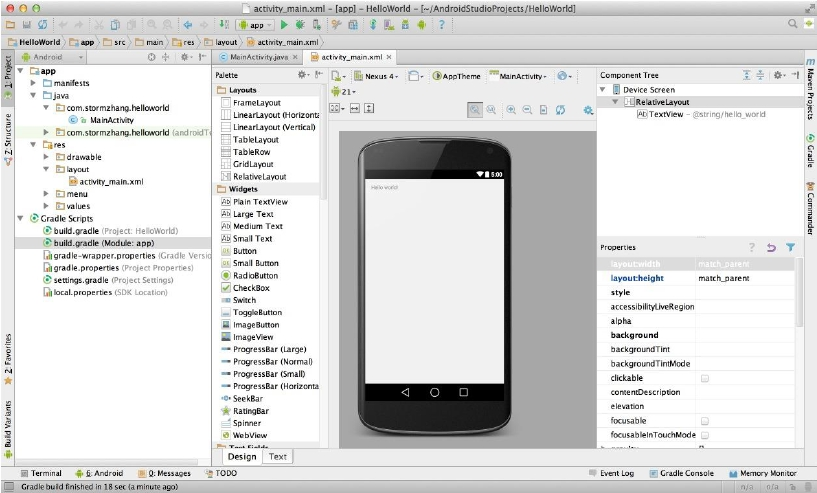 activity_main.xml - [app] - HelloWorld - [~/AndroidStudioProjects/HelloWorld]
app
HelloWorld app src main res layout activity_main.xml
Android
MainActivity.java activity_main.xml
1: Project
Z: Structure
2: Favorites
Build Variants
app
manifests
java
com.stormzhang.helloworld
MainActivity
com.stormzhang.helloworld (androidT
res
drawable
layout
activity_main.xml
menu
values
Gradle Scripts
build.gradle (Project: HelloWorld)
build.gradle (Module: app)
gradle-wrapper.properties (Gradle Versio
gradle.properties (Project Properties)
settings.gradle (Project Settings)
local.properties (SDK Location)
Palette
Layouts
FrameLayout
LinearLayout (Horizonta
LinearLayout (Vertical)
TableLayout
TableRow
GridLayout
RelativeLayout
Widgets
Plain TextView
Large Text
Medium Text
Small Text
Button
Small Button
RadioButton
CheckBox
Switch
ToggleButton
ImageButton
ImageView
ProgressBar (Large)
ProgressBar (Normal)
ProgressBar (Small)
ProgressBar (Horizonta
SeekBar
RatingBar
Spinner
WebView
Text Fields
Design Text
Nexus 4 AppTheme MainActivity
21
5:00
Hello world!
Component Tree
Device Screen
RelativeLayout
TextView - @string/hello_world
Properties
layout:width match_parent
layout:height match_parent
style
accessibilityLiveRegion
alpha
background
backgroundTint
backgroundTintMode
clickable
contentDescription
elevation
focusable
focusableInTouchMode
gravity
Maven Projects
Gradle
Commander
Terminal 6: Android 0: Messages TODO Event Log Gradle Console Memory Monitor
Gradle build finished in 18 sec (a minute ago) n/a n/a